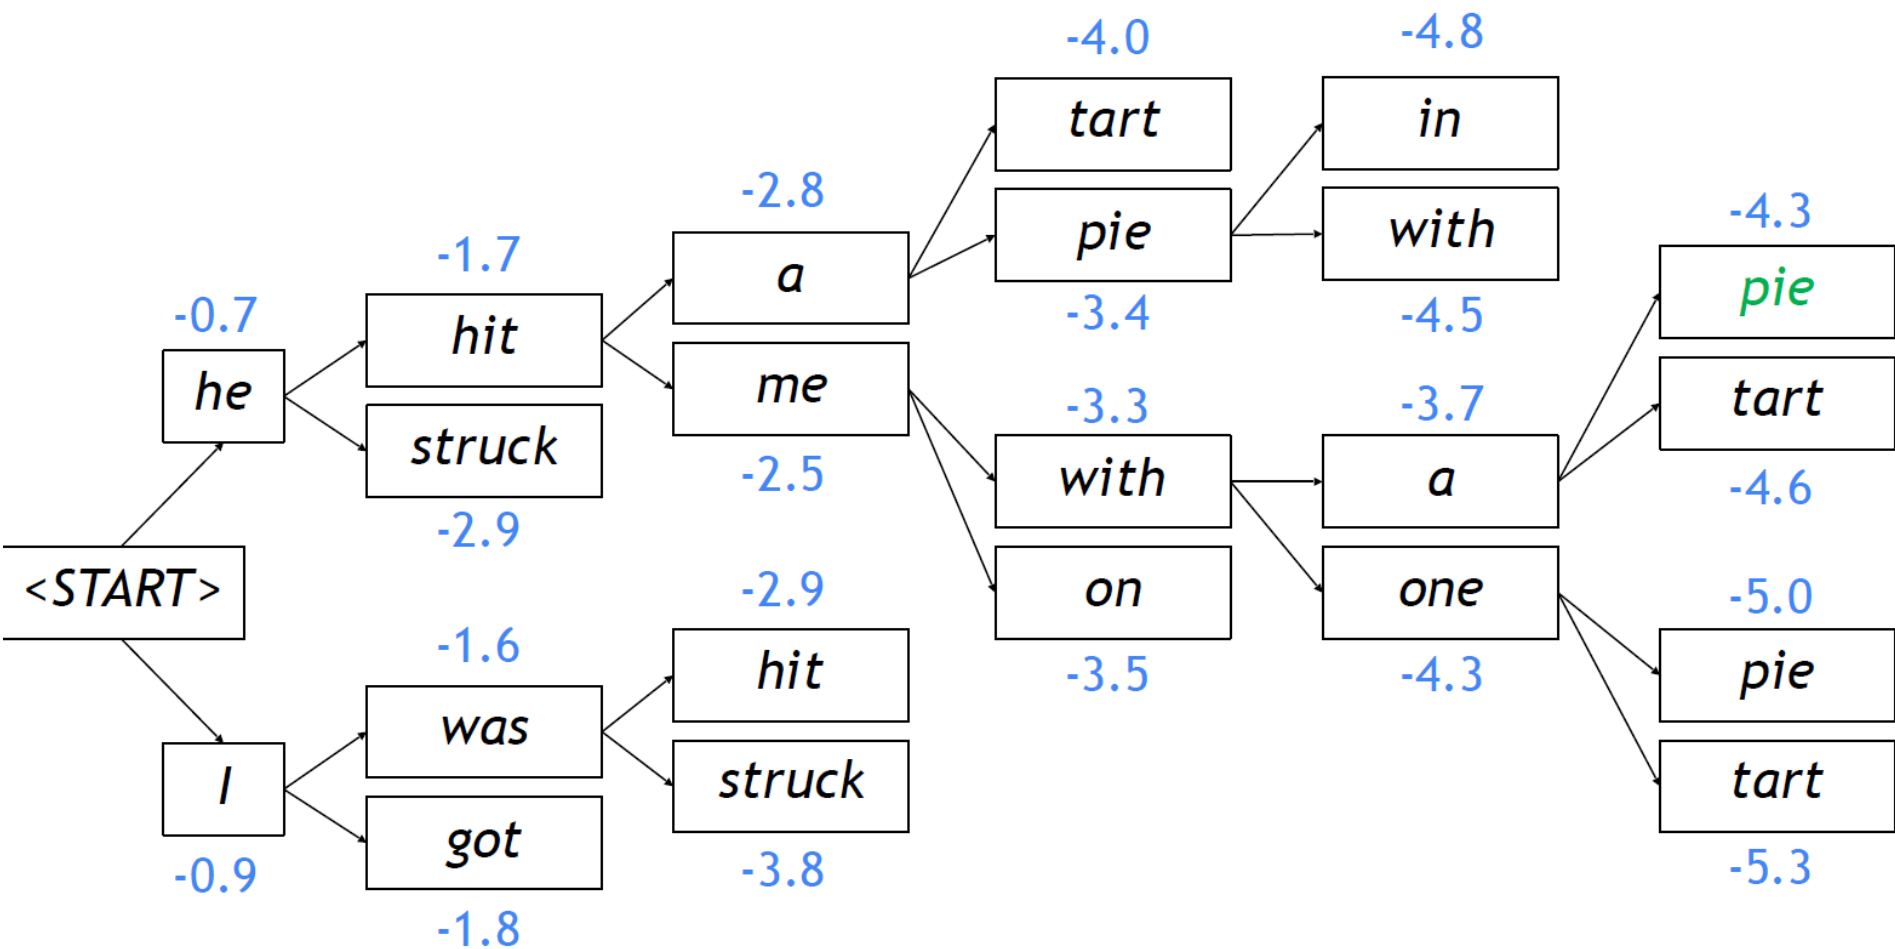 -4.0
-4.8
tart
in
-2.8
-4.3
pie
with
-1.7
a
pie
-0.7
hit
-3.4
-4.5
he
me
-3.3
-3.7
tart
struck
-2.5
with
a
-4.6
-2.9
<START>
-2.9
on
one
-5.0
-1.6
hit
-3.5
-4.3
pie
was
I
struck
tart
-0.9
got
-3.8
-5.3
-1.8